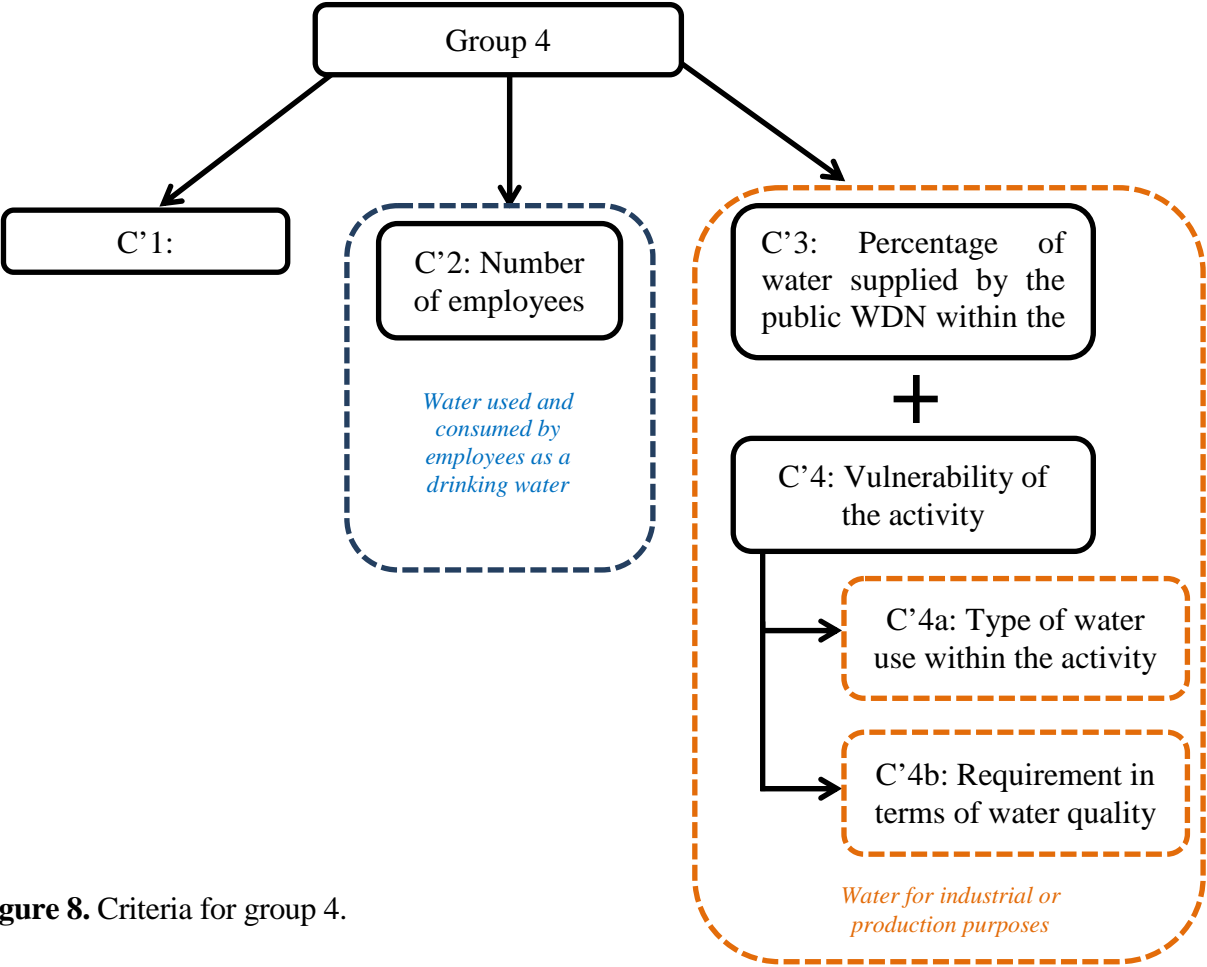 Group 4
C’1:
C’2: Number
of employees
Water used and
consumed by
employees as a
drinking water
C’3: Percentage of
water supplied by the
public WDN within the
+
C’4: Vulnerability of
the activity
C’4a: Type of water
use within the activity
C’4b: Requirement in
terms of water quality
Water for industrial or
production purposes
gure 8. Criteria for group 4.